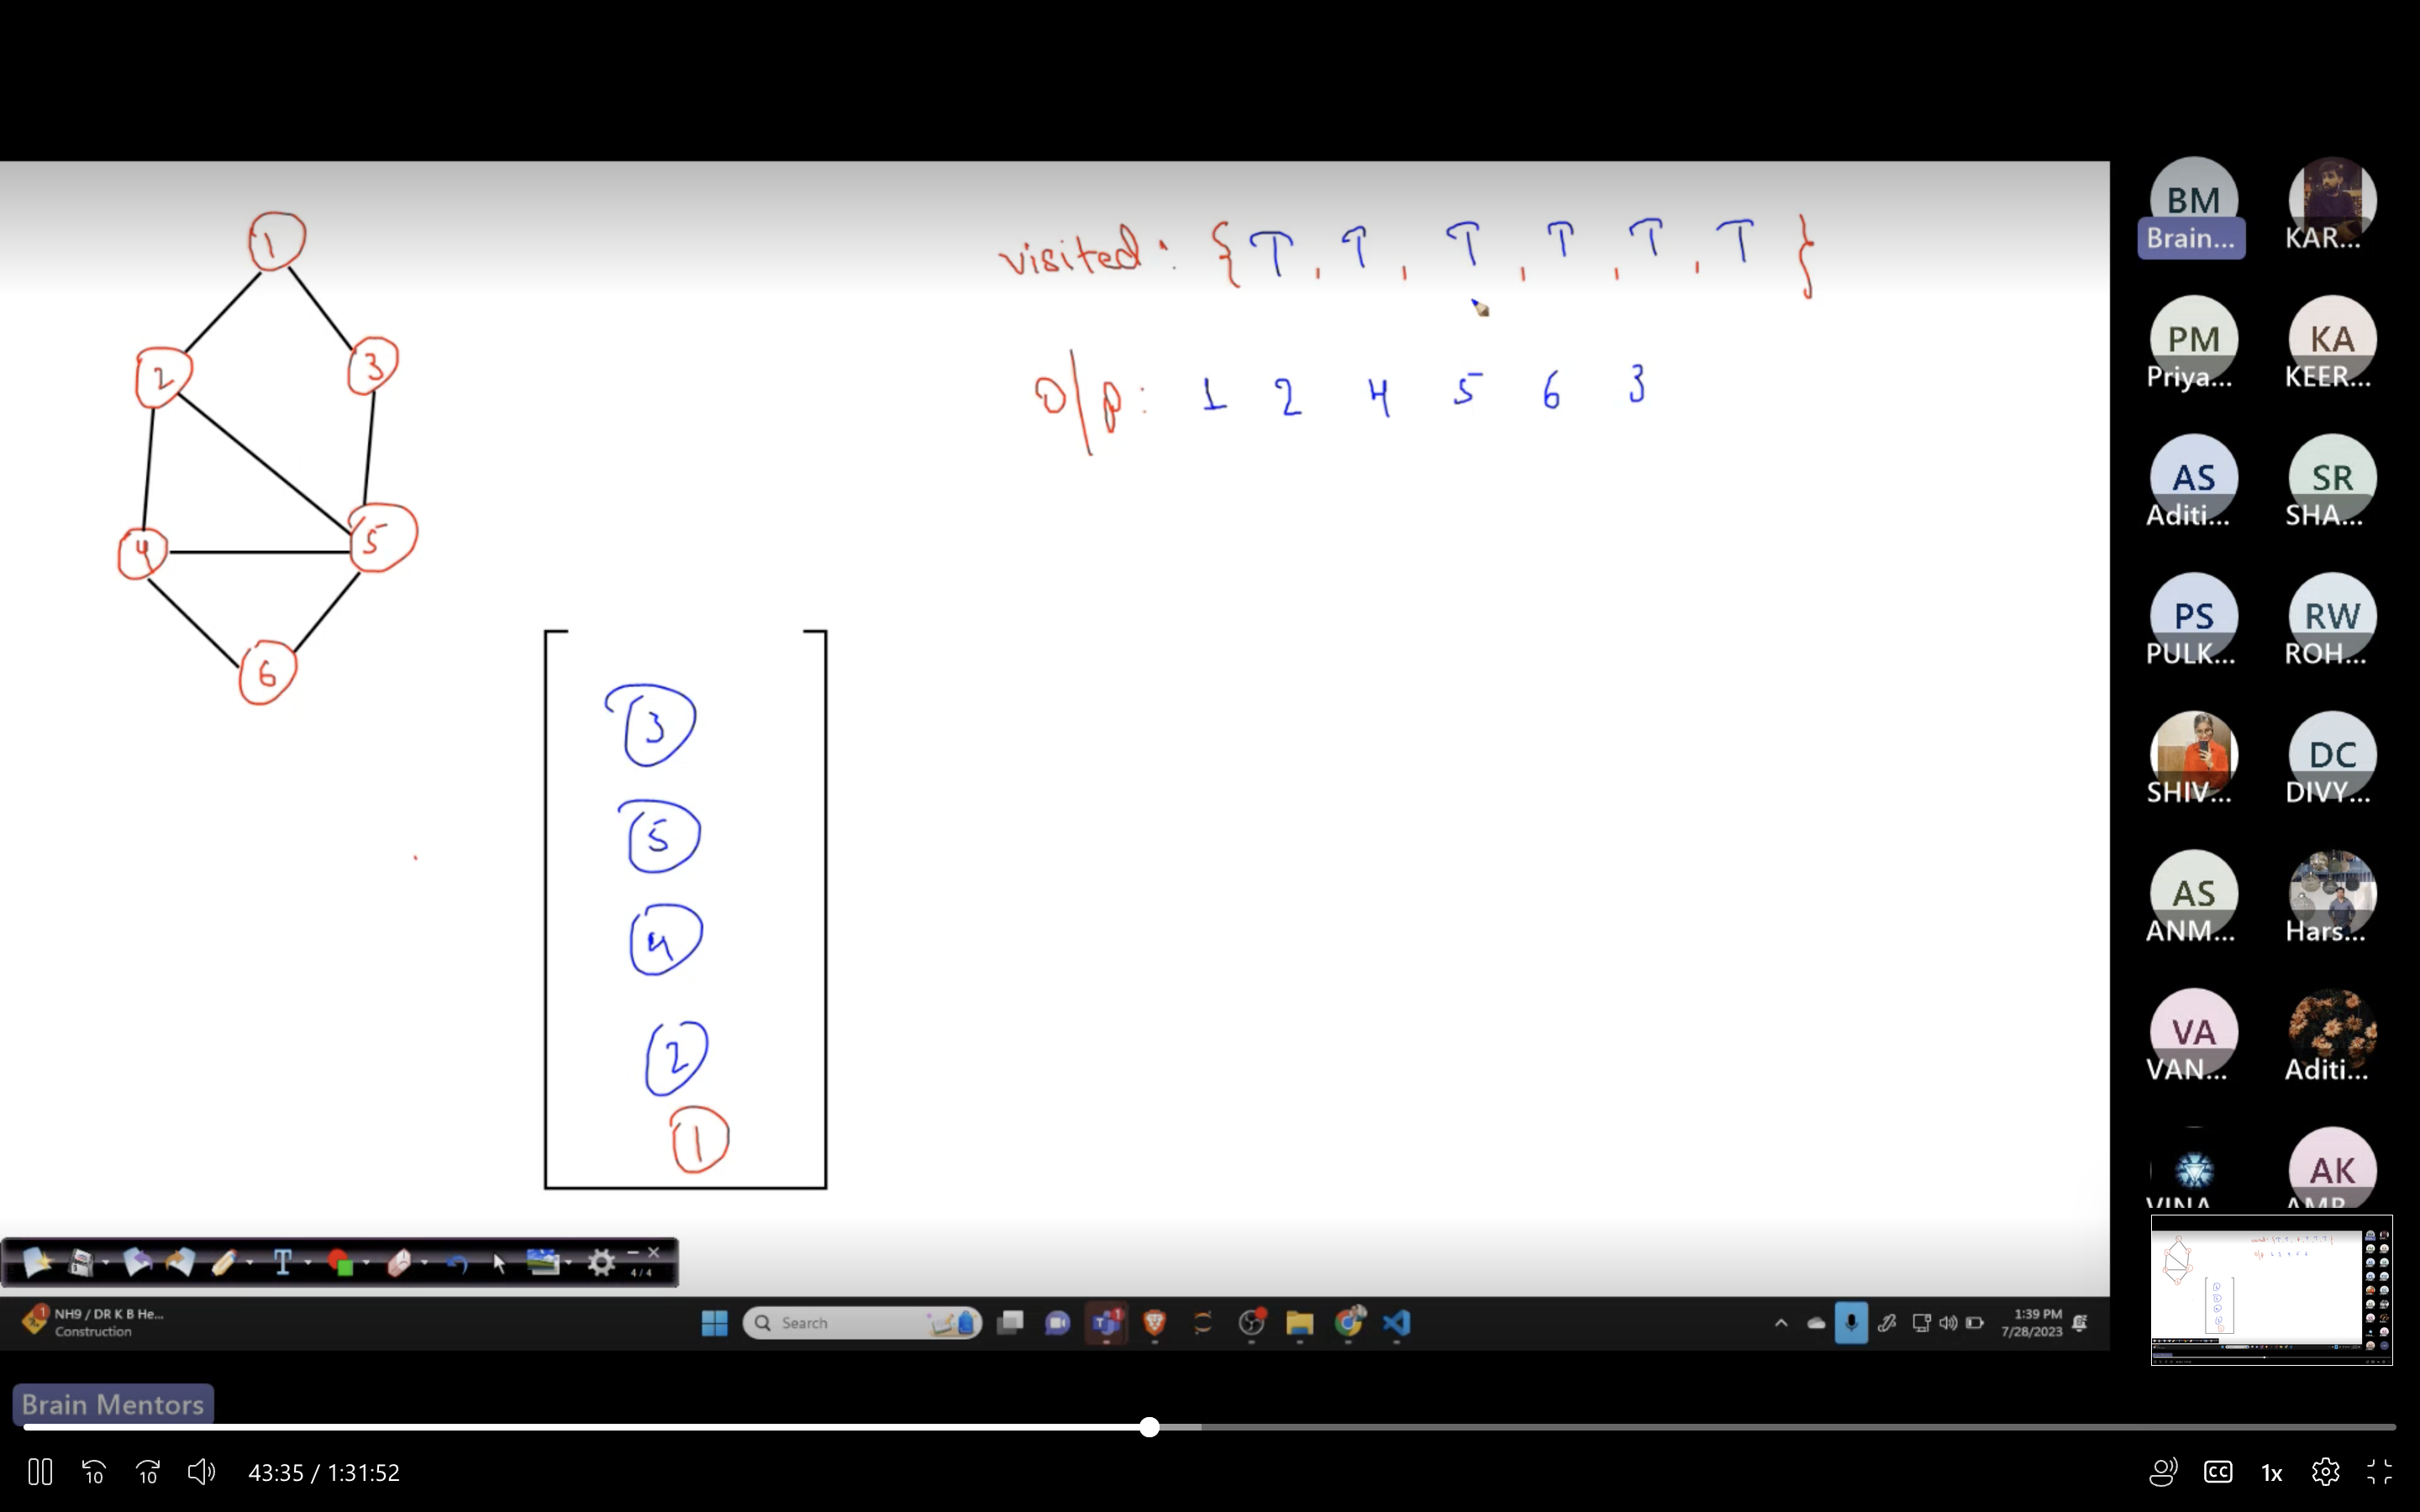 1
2
3
4
5
6
visited: { T, T, T, T, T, T }
o/p: 1 2 4 5 6 3
3
5
4
2
1
BM
Brain...
KAR...
PM
Priya...
KA
KEER...
AS
Aditi...
SR
SHA...
PS
PULK...
RW
ROH...
SHIV...
DC
DIVY...
AS
ANM...
Hars...
VA
VAN...
Aditi...
VINA
AK
AMB
4/4
1
NH9 / DR K B He...
Construction
Search
1:39 PM
7/28/2023
Brain Mentors
10
10
43:35 / 1:31:52
CC
1x